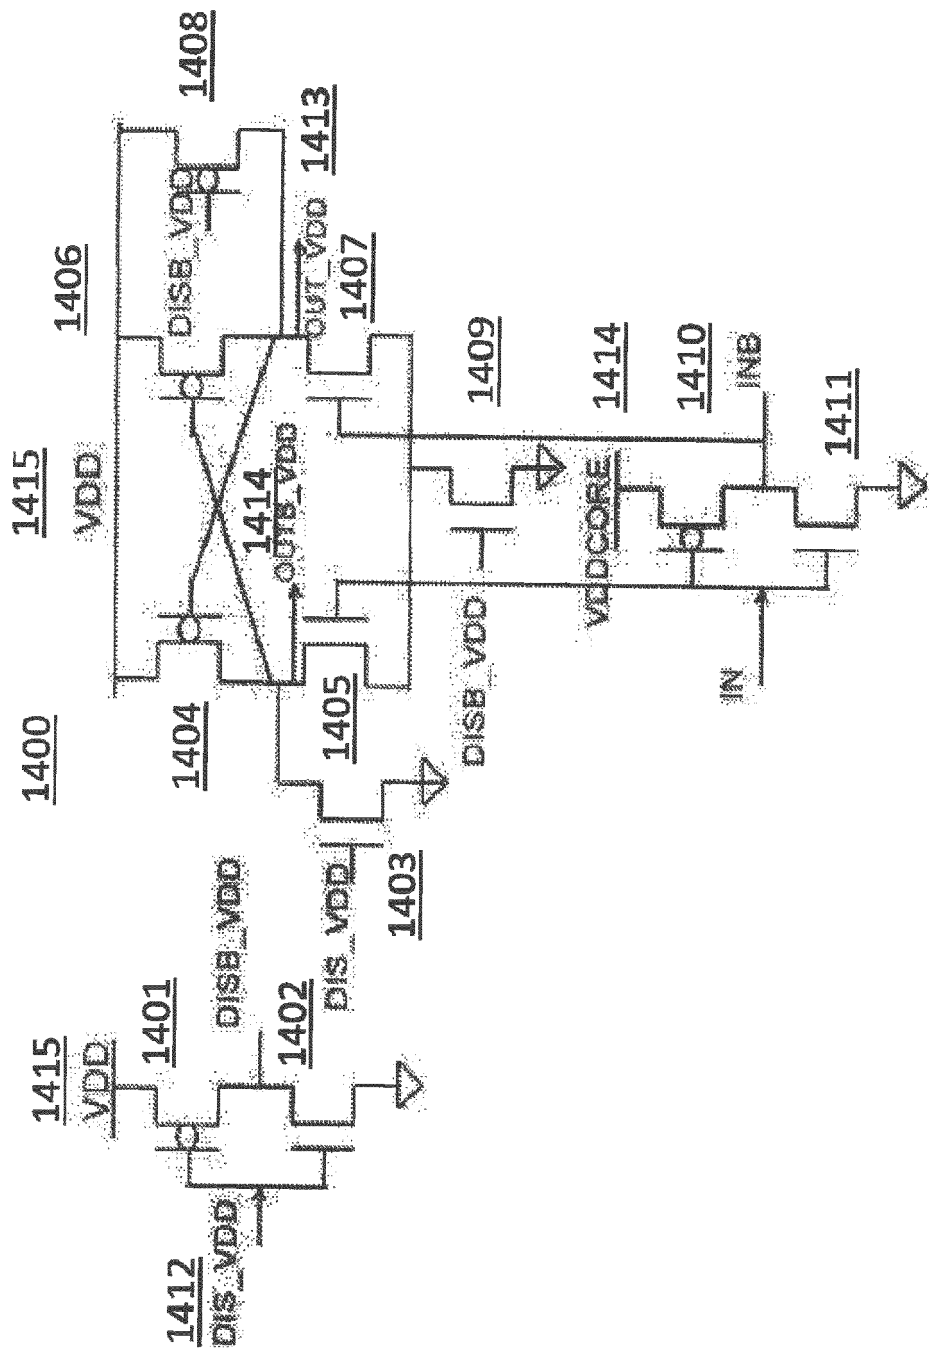 1400
1415
VDD
1406
1408
1404
DISB_VDD
1413
OUT_VDD
1407
1414
OUTB_VDD
1405
1409
DISB_VDD
1403
DIS_VDD
1415
VDD
1401
DISB_VDD
1402
1412
DIS_VDD
1414
VDDCORE
1410
INB
IN
1411